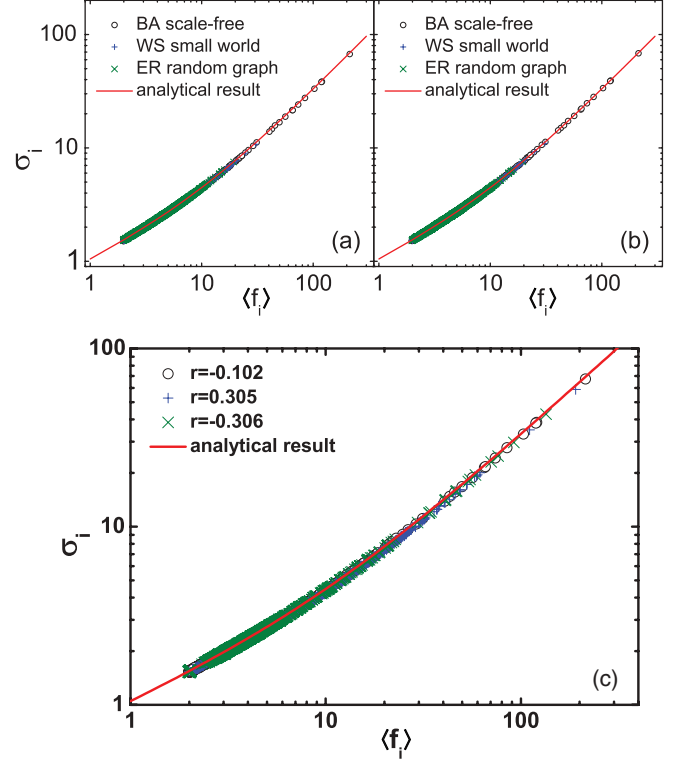 BA scale-free
WS small world
ER random graph
analytical result
100
10
1
σi
(a)
1
10
100
⟨fi⟩
BA scale-free
WS small world
ER random graph
analytical result
(b)
1
10
100
⟨fi⟩
100
10
1
σi
r=-0.102
r=0.305
r=-0.306
analytical result
(c)
1
10
100
⟨fi⟩